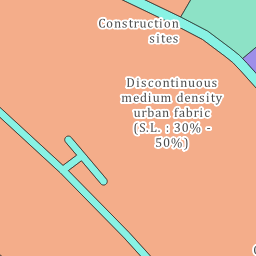 Construction
sites
Discontinuous
medium density
urban fabric
(S.L. : 30% -
50%)